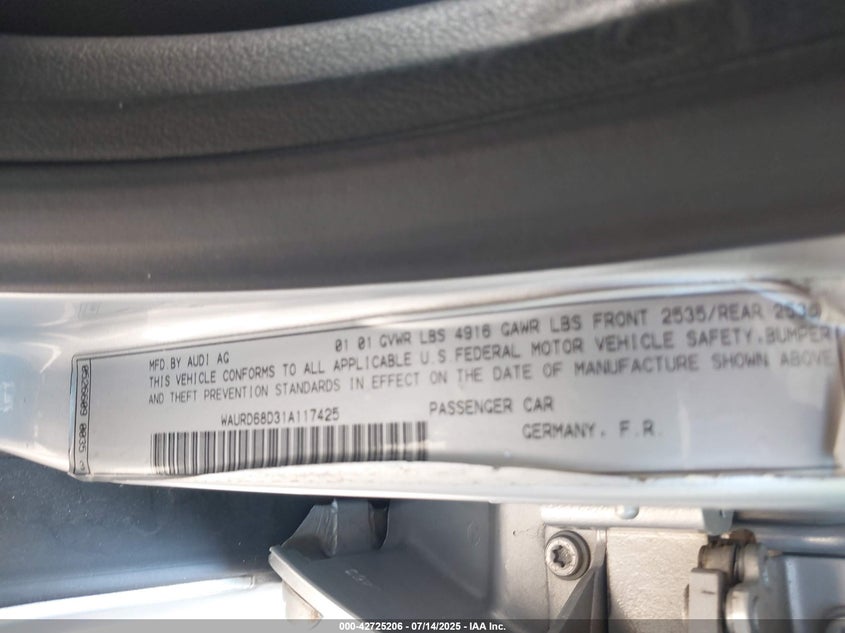 01 01 GVWR LBS 4916 GAWR LBS FRONT 2535/REAR 2535
MFD BY AUDI AG
THIS VEHICLE CONFORMS TO ALL APPLICABLE U.S FEDERAL MOTOR VEHICLE SAFETY.BUMPER
AND THEFT PREVENTION STANDARDS IN EFFECT ON THE DATE OF MANUFACTURE SHOWN ABOVE
WAURD68D31A117425
PASSENGER CAR
GERMANY. F.R.
000-42725206 - 07/14/2025 - IAA Inc.